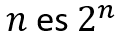 n es 2ⁿ